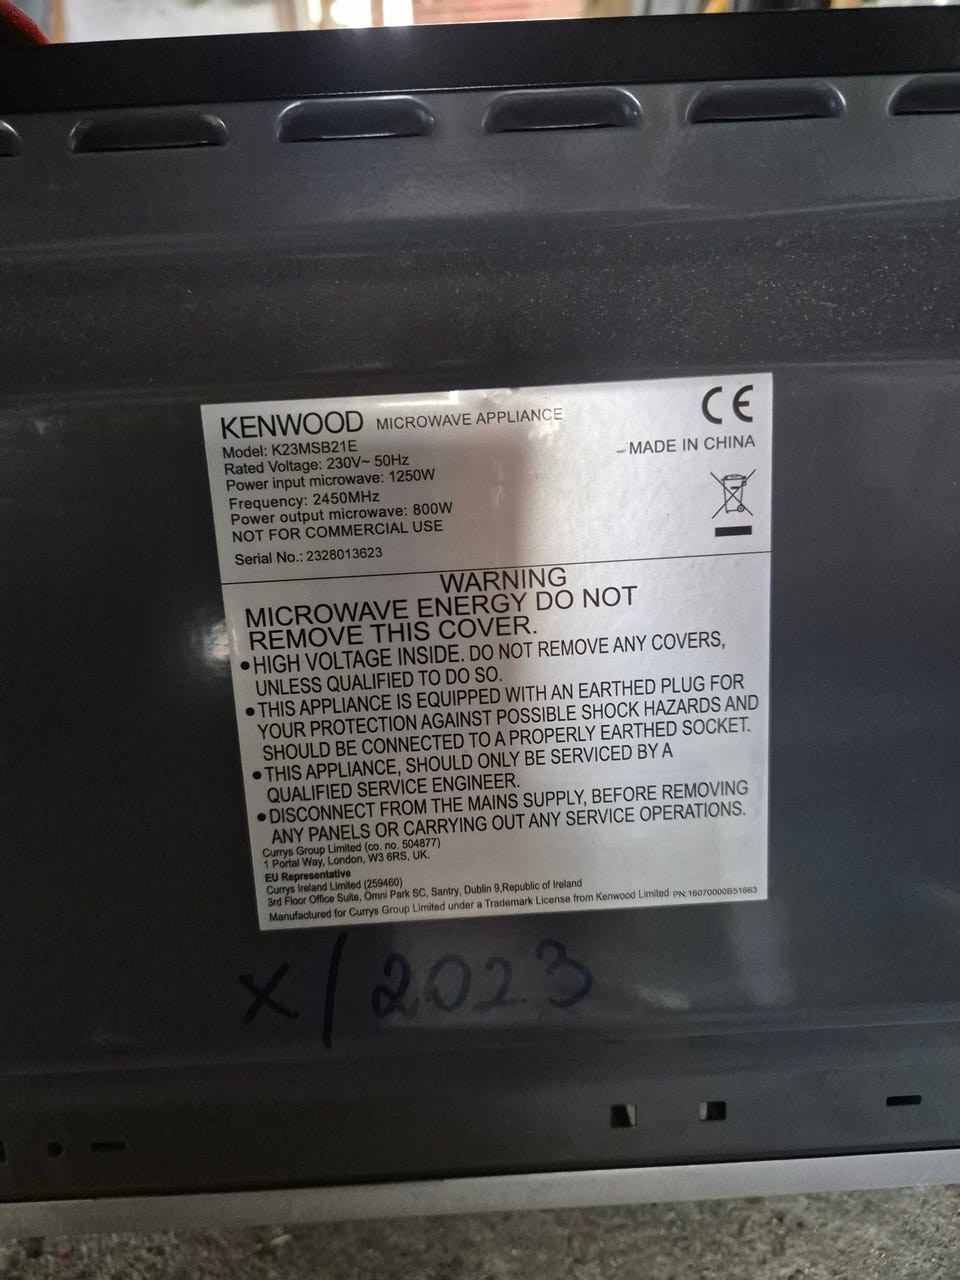 KENWOOD MICROWAVE APPLIANCE
CE
Model: K23MSB21E
MADE IN CHINA
Rated Voltage: 230V~ 50Hz
Power input microwave: 1250W
Frequency: 2450MHz
Power output microwave: 800W
NOT FOR COMMERCIAL USE
Serial No.: 2328013623
WARNING
MICROWAVE ENERGY DO NOT
REMOVE THIS COVER.
•HIGH VOLTAGE INSIDE. DO NOT REMOVE ANY COVERS,
UNLESS QUALIFIED TO DO SO.
•THIS APPLIANCE IS EQUIPPED WITH AN EARTHED PLUG FOR
YOUR PROTECTION AGAINST POSSIBLE SHOCK HAZARDS AND
SHOULD BE CONNECTED TO A PROPERLY EARTHED SOCKET.
•THIS APPLIANCE, SHOULD ONLY BE SERVICED BY A
QUALIFIED SERVICE ENGINEER.
•DISCONNECT FROM THE MAINS SUPPLY, BEFORE REMOVING
ANY PANELS OR CARRYING OUT ANY SERVICE OPERATIONS.
Currys Group Limited (co. no. 504877)
1 Portal Way, London, W3 6RS, UK.
EU Representative
Currys Ireland Limited (259460)
3rd Floor Office Suite, Omni Park SC, Santry, Dublin 9,Republic of Ireland
Manufactured for Currys Group Limited under a Trademark License from Kenwood Limited PN:16070000B51663
X/2023